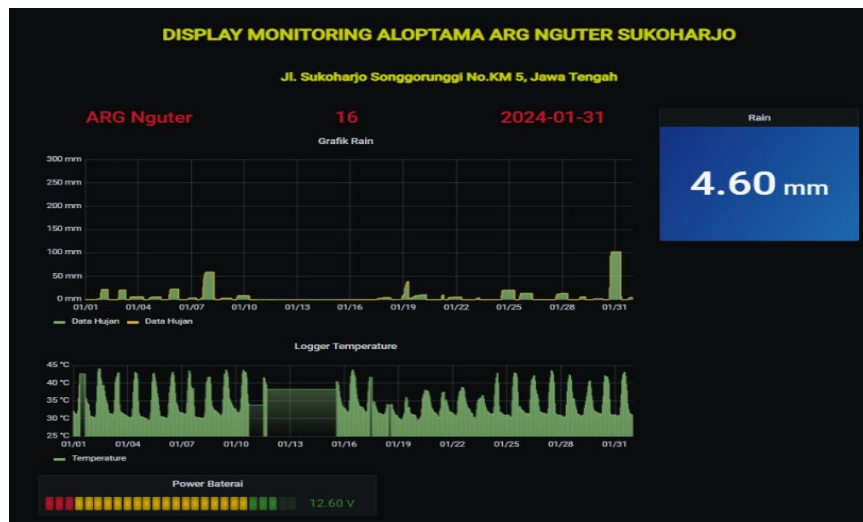 DISPLAY MONITORING ALOPTAMA ARG NGUTER SUKOHARJO
Jl. Sukoharjo Songgorunggi No.KM 5, Jawa Tengah
ARG Nguter 16 2024-01-31
Rain
4.60 mm
Grafik Rain
300 mm
250 mm
200 mm
150 mm
100 mm
50 mm
0 mm
01/01 01/04 01/07 01/10 01/13 01/16 01/19 01/22 01/25 01/28 01/31
Data Hujan Data Hujan
Logger Temperature
45 °C
40 °C
35 °C
30 °C
25 °C
01/01 01/04 01/07 01/10 01/13 01/16 01/19 01/22 01/25 01/28 01/31
Temperature
Power Baterai
12.60 V